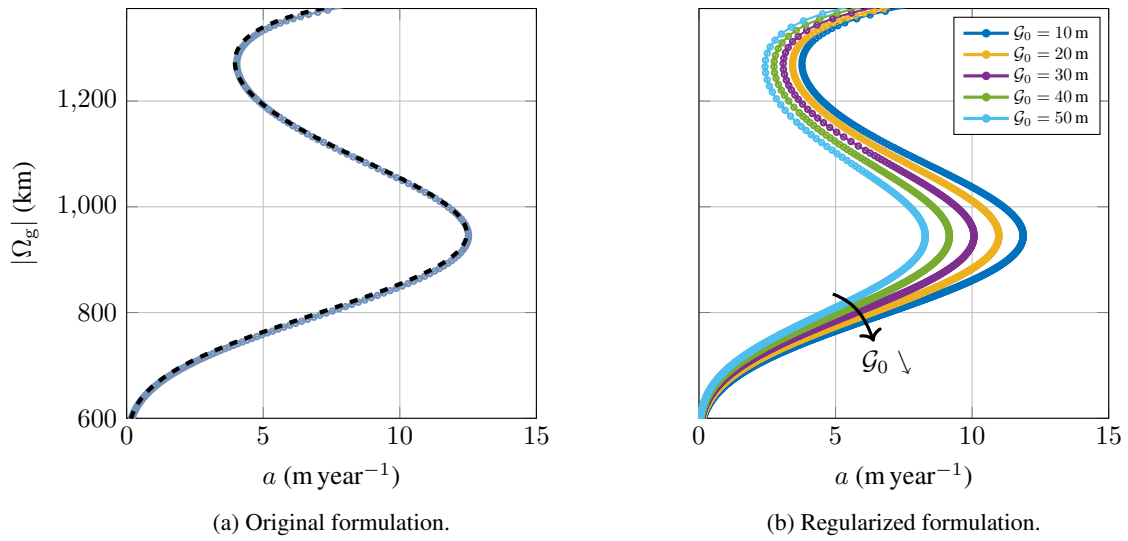 1,200
1,000
800
600
0
5
10
15
|Ω_g| (km)
a (m year⁻¹)
(a) Original formulation.
𝒢₀ = 10 m
𝒢₀ = 20 m
𝒢₀ = 30 m
𝒢₀ = 40 m
𝒢₀ = 50 m
𝒢₀ ↘
0
5
10
15
a (m year⁻¹)
(b) Regularized formulation.